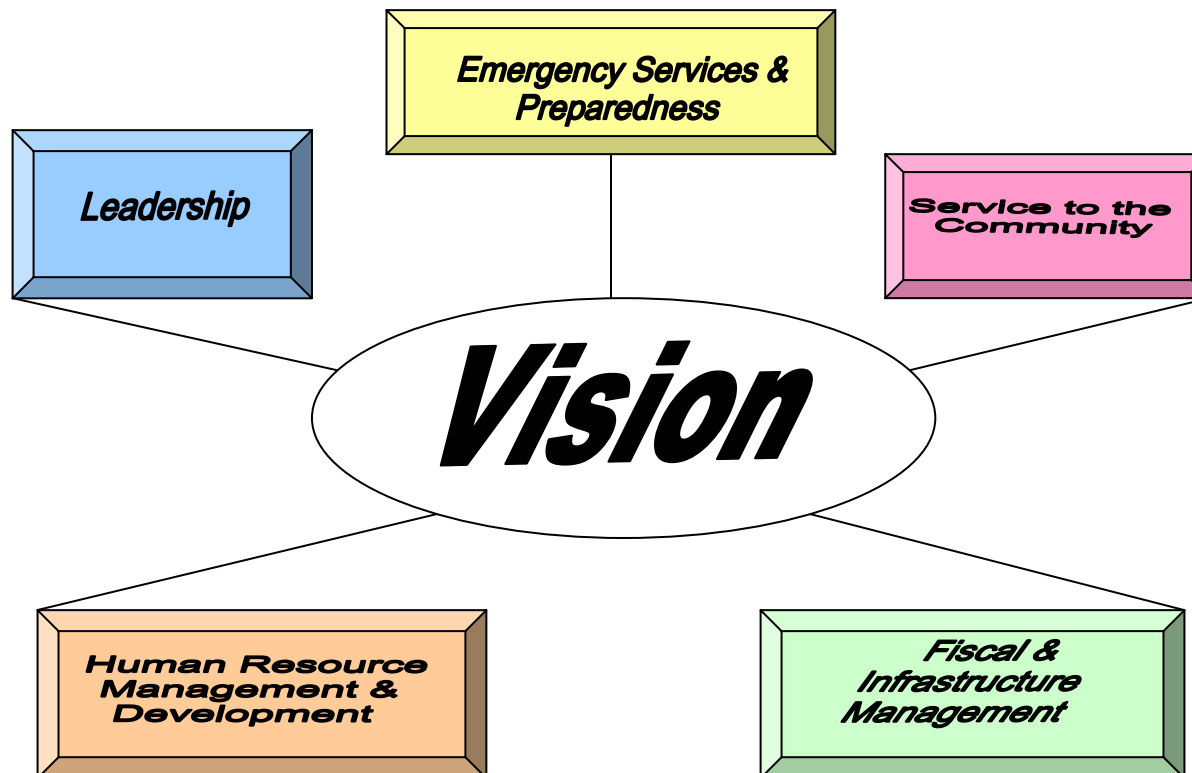 Emergency Services &
Preparedness
Leadership
Service to the
Community
Vision
Human Resource
Management &
Development
Fiscal &
Infrastructure
Management